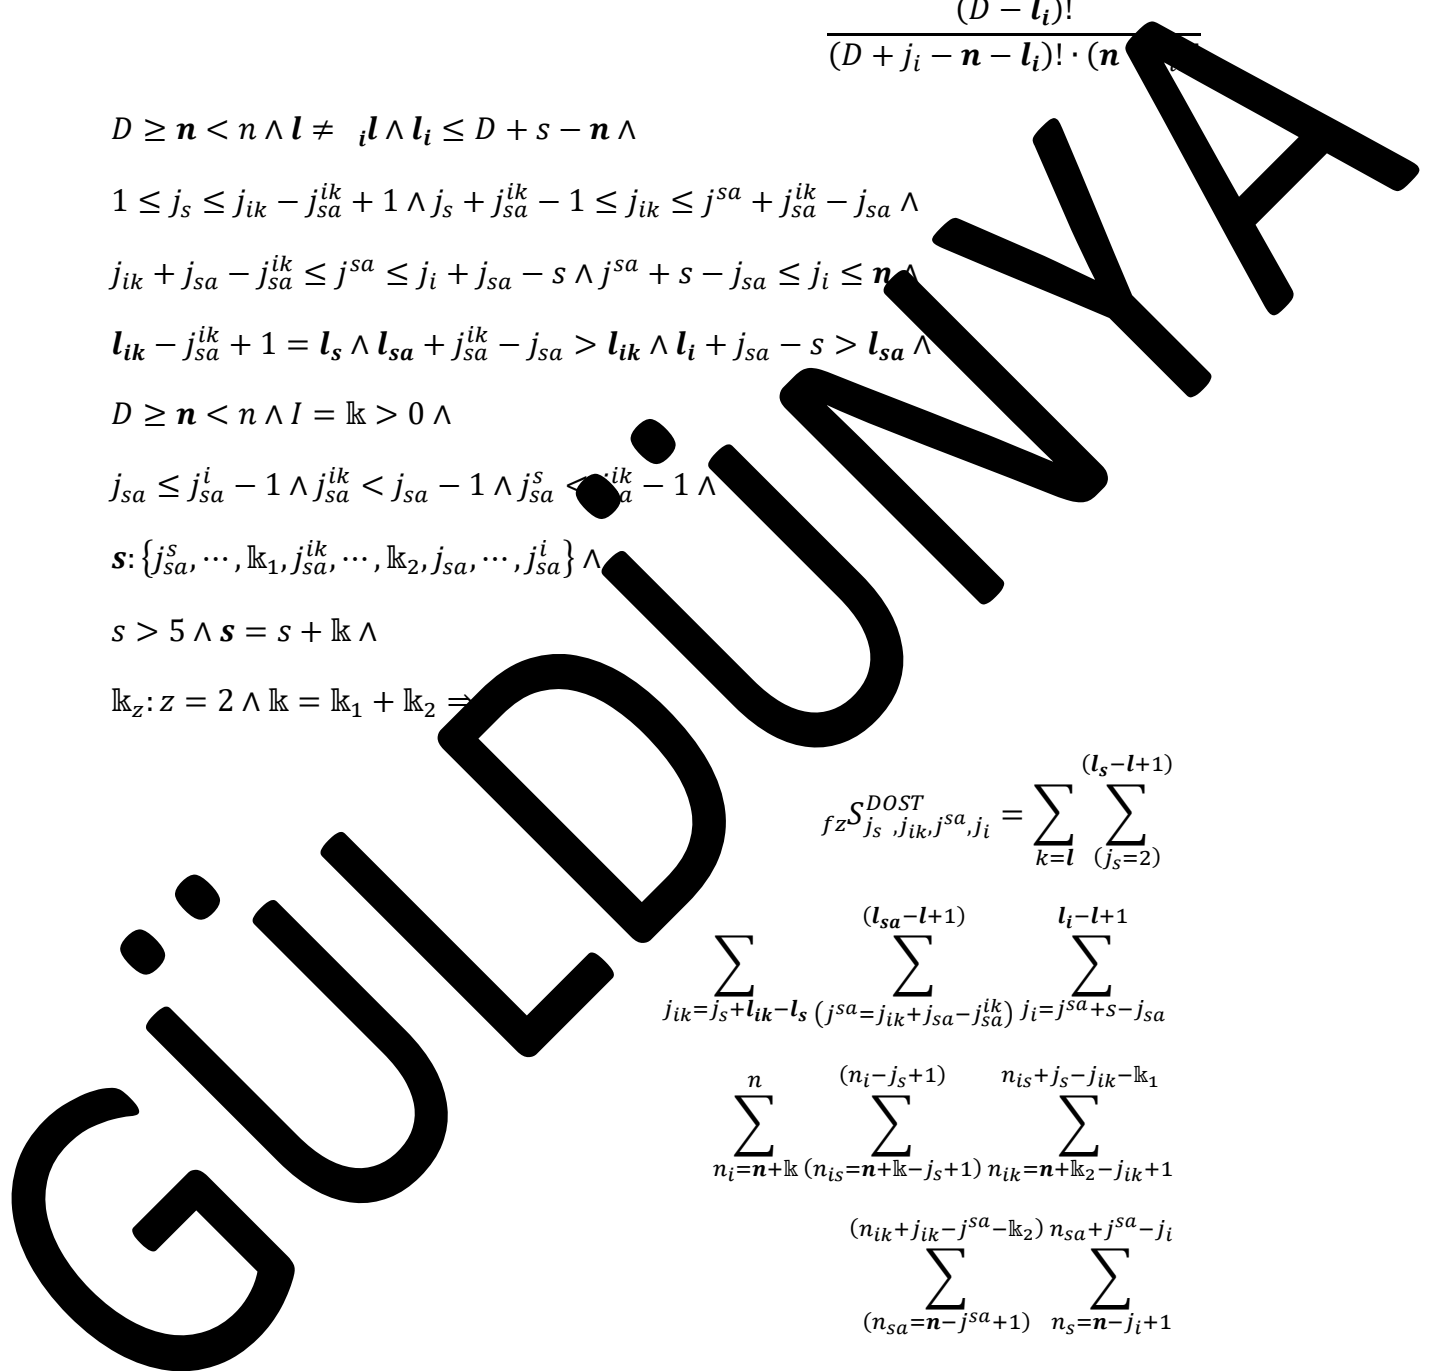 (D − l_i)!
(D + j_i − n − l_i)! · (n
D ≥ n < n ∧ l ≠ _i l ∧ l_i ≤ D + s − n ∧
1 ≤ j_s ≤ j_ik − j_sa^ik + 1 ∧ j_s + j_sa^ik − 1 ≤ j_ik ≤ j^sa + j_sa^ik − j_sa ∧
j_ik + j_sa − j_sa^ik ≤ j^sa ≤ j_i + j_sa − s ∧ j^sa + s − j_sa ≤ j_i ≤ n ∧
l_ik − j_sa^ik + 1 = l_s ∧ l_sa + j_sa^ik − j_sa > l_ik ∧ l_i + j_sa − s > l_sa ∧
D ≥ n < n ∧ I = 𝕜 > 0 ∧
j_sa ≤ j_sa^i − 1 ∧ j_sa^ik < j_sa − 1 ∧ j_sa^s < j_sa^ik − 1 ∧
s: {j_sa^s, ⋯, 𝕜_1, j_sa^ik, ⋯, 𝕜_2, j_sa, ⋯, j_sa^i} ∧
s > 5 ∧ s = s + 𝕜 ∧
𝕜_z: z = 2 ∧ 𝕜 = 𝕜_1 + 𝕜_2 ⇒
(l_s−l+1)
fz S_{j_s ,j_ik,j^sa,j_i}^DOST = ∑ ∑
k=l (j_s=2)
(l_sa−l+1) l_i−l+1
∑ ∑ ∑
j_ik=j_s+l_ik−l_s (j^sa=j_ik+j_sa−j_sa^ik) j_i=j^sa+s−j_sa
n (n_i−j_s+1) n_is+j_s−j_ik−𝕜_1
∑ ∑ ∑
n_i=n+𝕜 (n_is=n+𝕜−j_s+1) n_ik=n+𝕜_2−j_ik+1
(n_ik+j_ik−j^sa−𝕜_2) n_sa+j^sa−j_i
∑ ∑
(n_sa=n−j^sa+1) n_s=n−j_i+1
GÜLDÜNYA